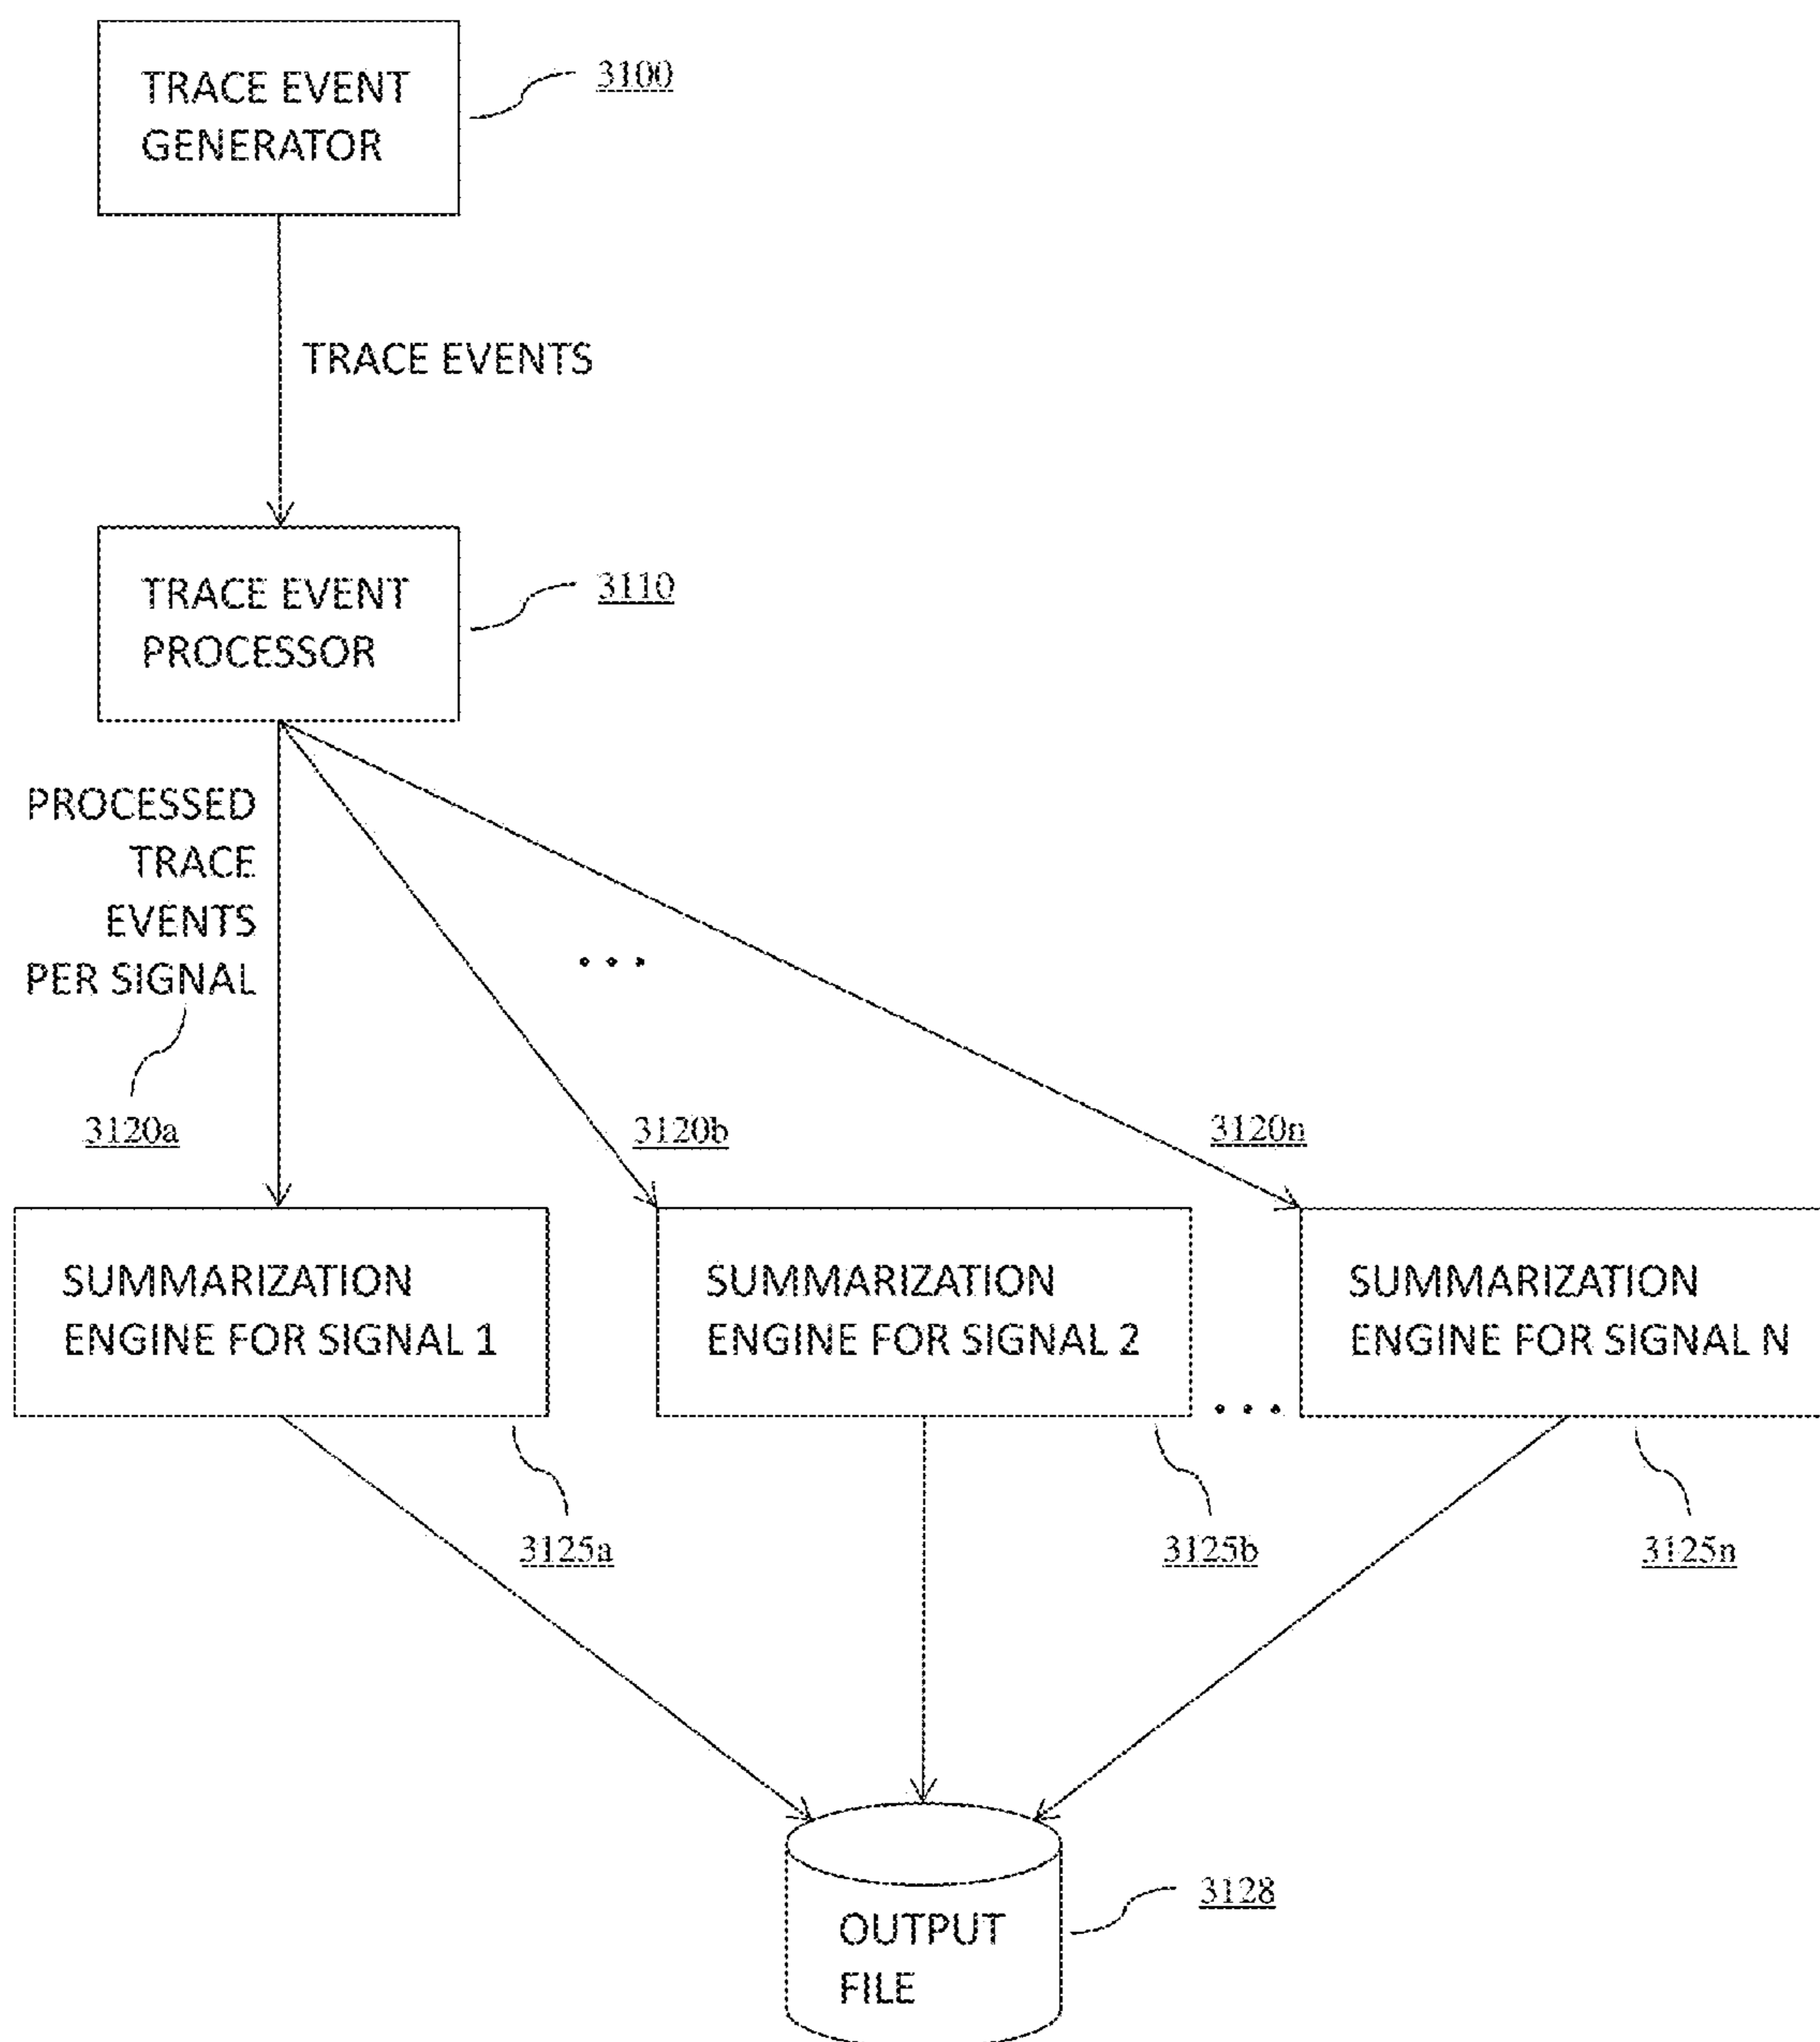 TRACE EVENT
GENERATOR
3100
TRACE EVENTS
TRACE EVENT
PROCESSOR
3110
PROCESSED
TRACE
EVENTS
PER SIGNAL
...
3120a
3120b
3120n
SUMMARIZATION
ENGINE FOR SIGNAL 1
SUMMARIZATION
ENGINE FOR SIGNAL 2
...
SUMMARIZATION
ENGINE FOR SIGNAL N
3125a
3125b
3125n
OUTPUT
FILE
3128